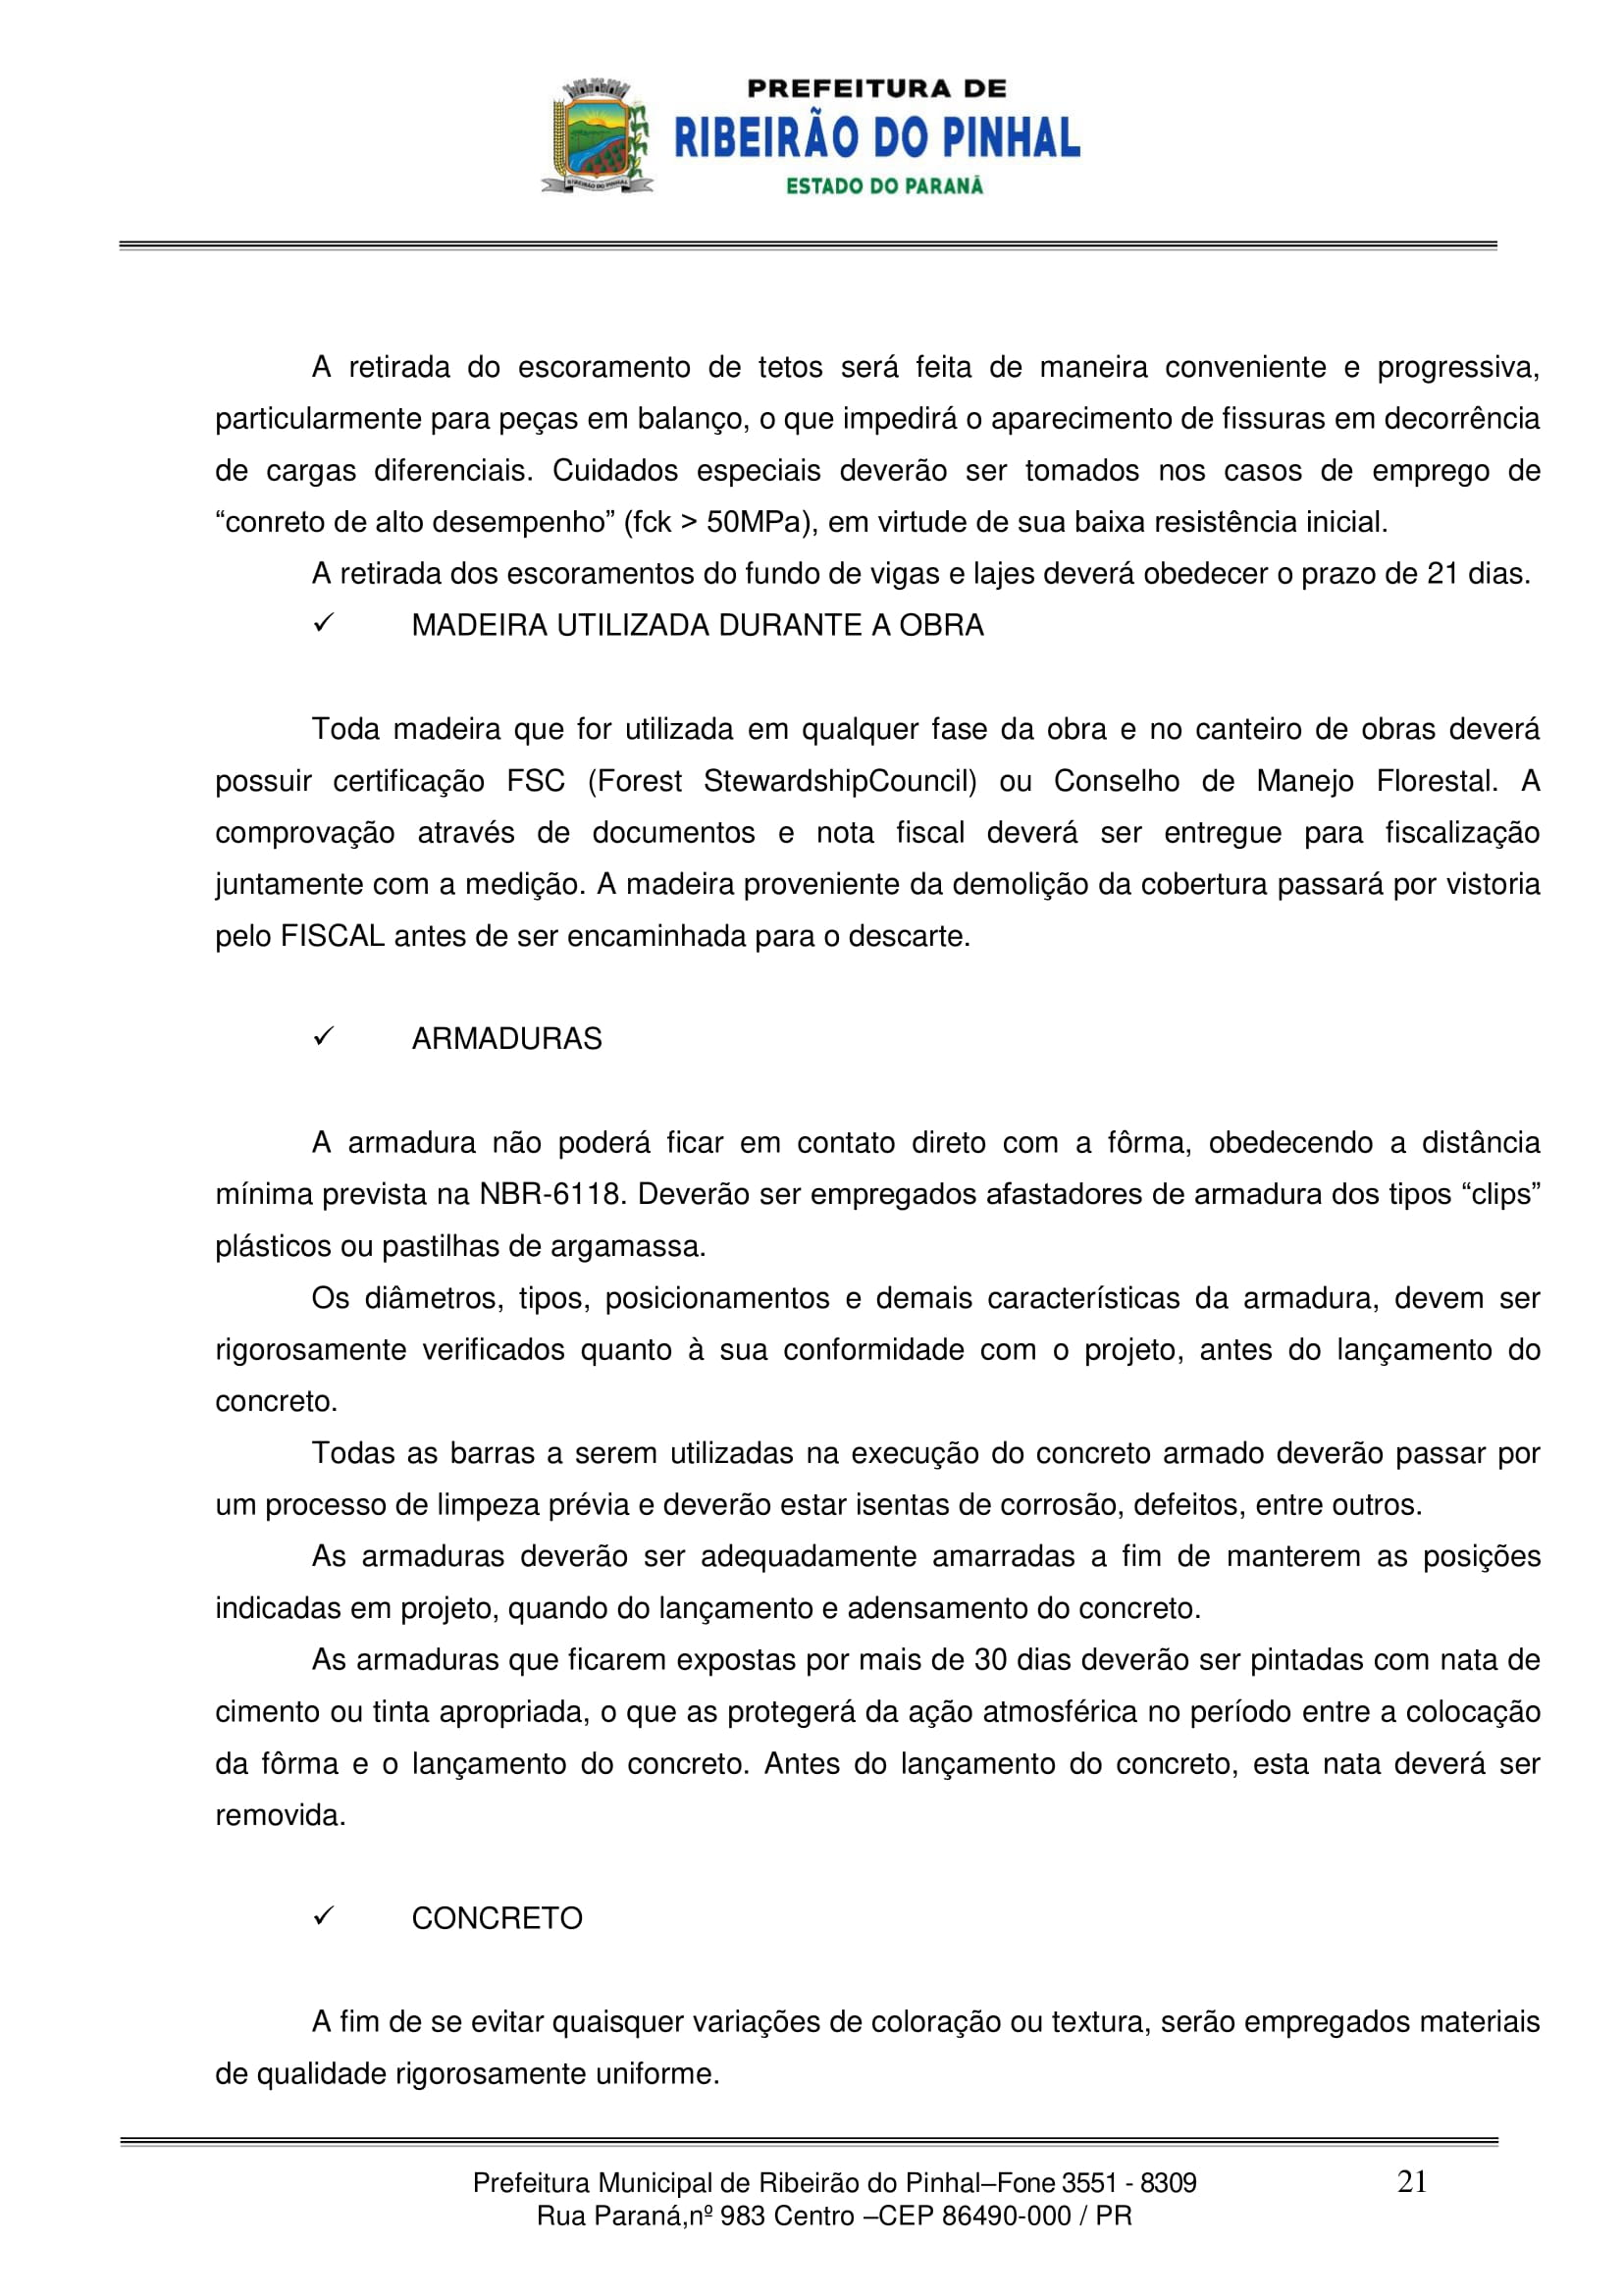 PREFEITURA DE
RIBEIRÃO DO PINHAL
ESTADO DO PARANÁ
RIBEIRÃO DO PINHAL
A retirada do escoramento de tetos será feita de maneira conveniente e progressiva,
particularmente para peças em balanço, o que impedirá o aparecimento de fissuras em decorrência
de cargas diferenciais. Cuidados especiais deverão ser tomados nos casos de emprego de
“conreto de alto desempenho” (fck > 50MPa), em virtude de sua baixa resistência inicial.
A retirada dos escoramentos do fundo de vigas e lajes deverá obedecer o prazo de 21 dias.
✓ MADEIRA UTILIZADA DURANTE A OBRA
Toda madeira que for utilizada em qualquer fase da obra e no canteiro de obras deverá
possuir certificação FSC (Forest StewardshipCouncil) ou Conselho de Manejo Florestal. A
comprovação através de documentos e nota fiscal deverá ser entregue para fiscalização
juntamente com a medição. A madeira proveniente da demolição da cobertura passará por vistoria
pelo FISCAL antes de ser encaminhada para o descarte.
✓ ARMADURAS
A armadura não poderá ficar em contato direto com a fôrma, obedecendo a distância
mínima prevista na NBR-6118. Deverão ser empregados afastadores de armadura dos tipos “clips”
plásticos ou pastilhas de argamassa.
Os diâmetros, tipos, posicionamentos e demais características da armadura, devem ser
rigorosamente verificados quanto à sua conformidade com o projeto, antes do lançamento do
concreto.
Todas as barras a serem utilizadas na execução do concreto armado deverão passar por
um processo de limpeza prévia e deverão estar isentas de corrosão, defeitos, entre outros.
As armaduras deverão ser adequadamente amarradas a fim de manterem as posições
indicadas em projeto, quando do lançamento e adensamento do concreto.
As armaduras que ficarem expostas por mais de 30 dias deverão ser pintadas com nata de
cimento ou tinta apropriada, o que as protegerá da ação atmosférica no período entre a colocação
da fôrma e o lançamento do concreto. Antes do lançamento do concreto, esta nata deverá ser
removida.
✓ CONCRETO
A fim de se evitar quaisquer variações de coloração ou textura, serão empregados materiais
de qualidade rigorosamente uniforme.
Prefeitura Municipal de Ribeirão do Pinhal–Fone 3551 - 8309 21
Rua Paraná,nº 983 Centro –CEP 86490-000 / PR